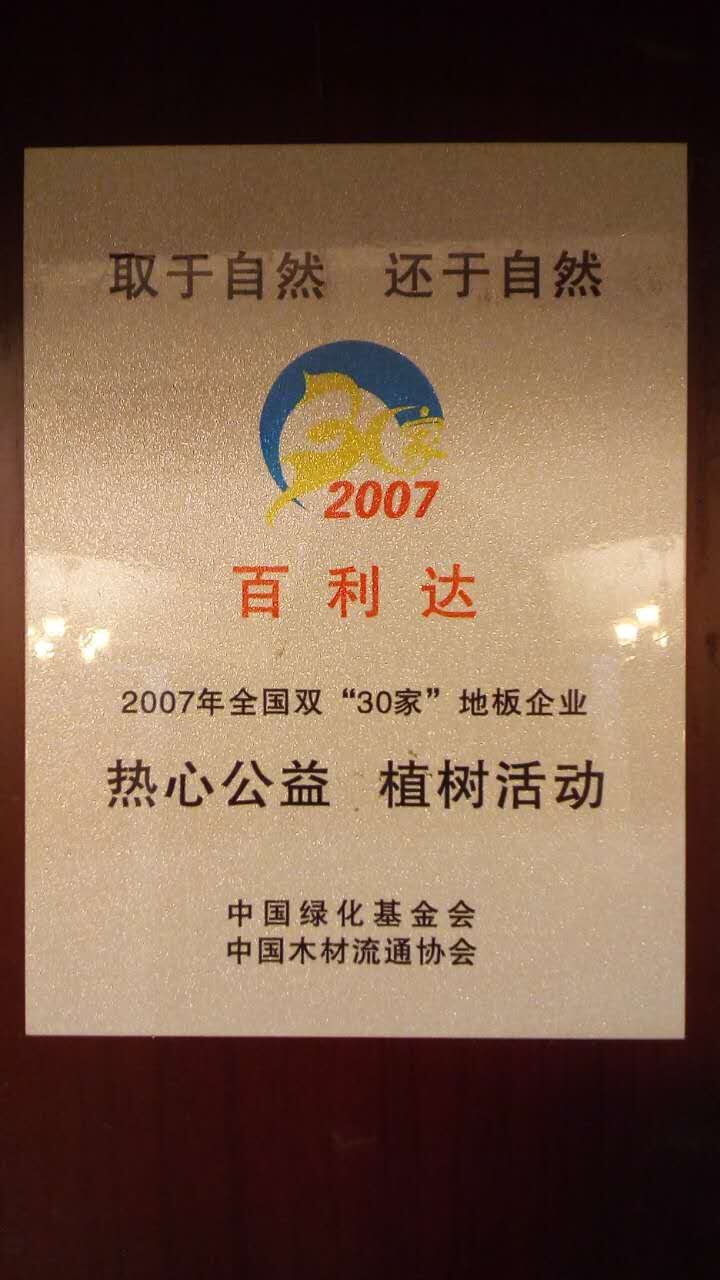 取于自然 还于自然
30家
2007
百利达
2007年全国双“30家”地板企业
热心公益 植树活动
中国绿化基金会
中国木材流通协会